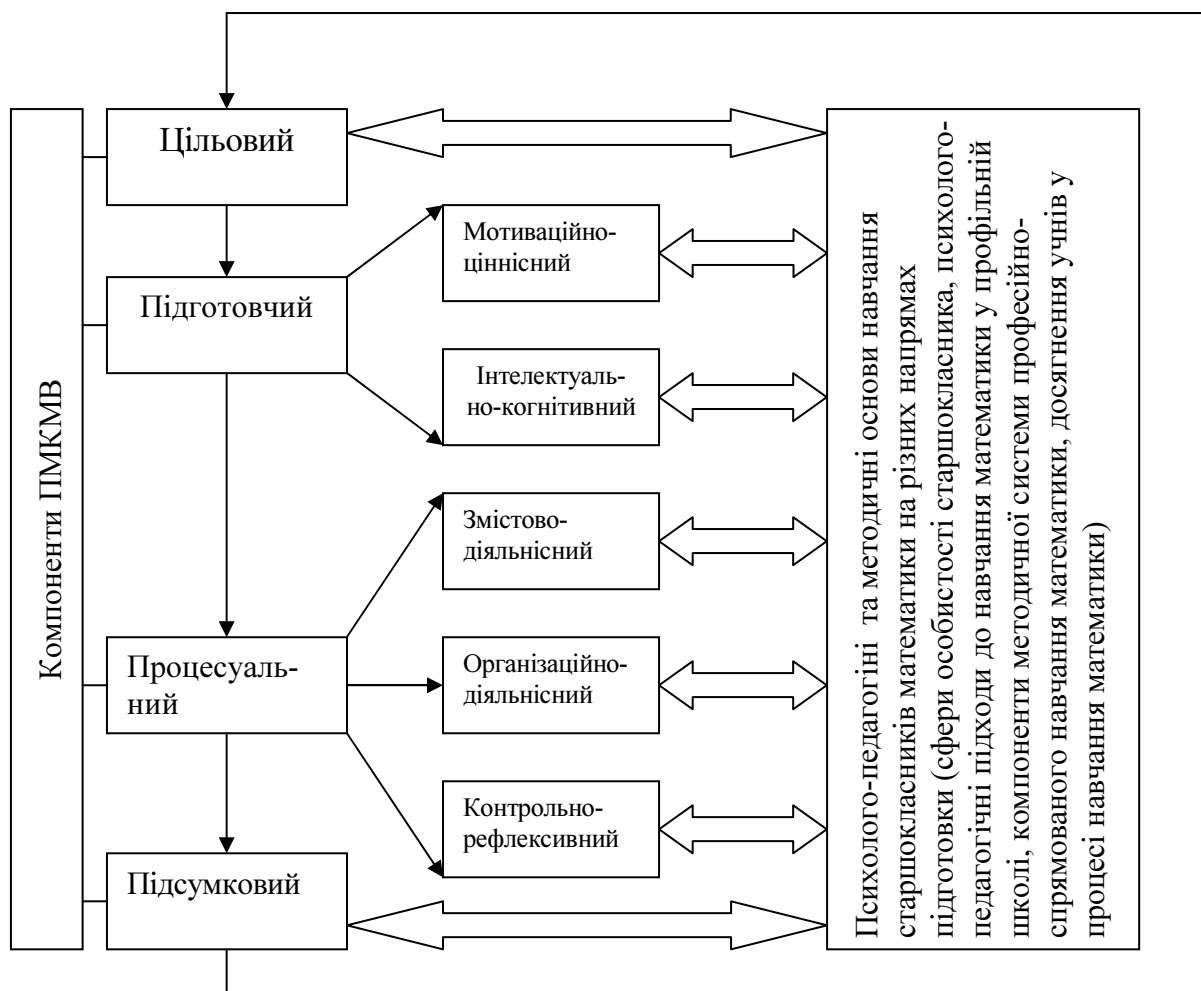 Компоненти ПМКМВ
Цільовий
Підготовчий
Процесуаль-
ний
Підсумковий
Мотиваційно-
ціннісний
Інтелектуаль-
но-когнітивний
Змістово-
діяльнісний
Організаційно-
діяльнісний
Контрольно-
рефлексивний
Психолого-педагогіні та методичні основи навчання
старшокласників математики на різних напрямах
підготовки (сфери особистості старшокласника, психолого-
педагогічні підходи до навчання математики у профільній
школі, компоненти методичної системи професійно-
спрямованого навчання математики, досягнення учнів у
процесі навчання математики)